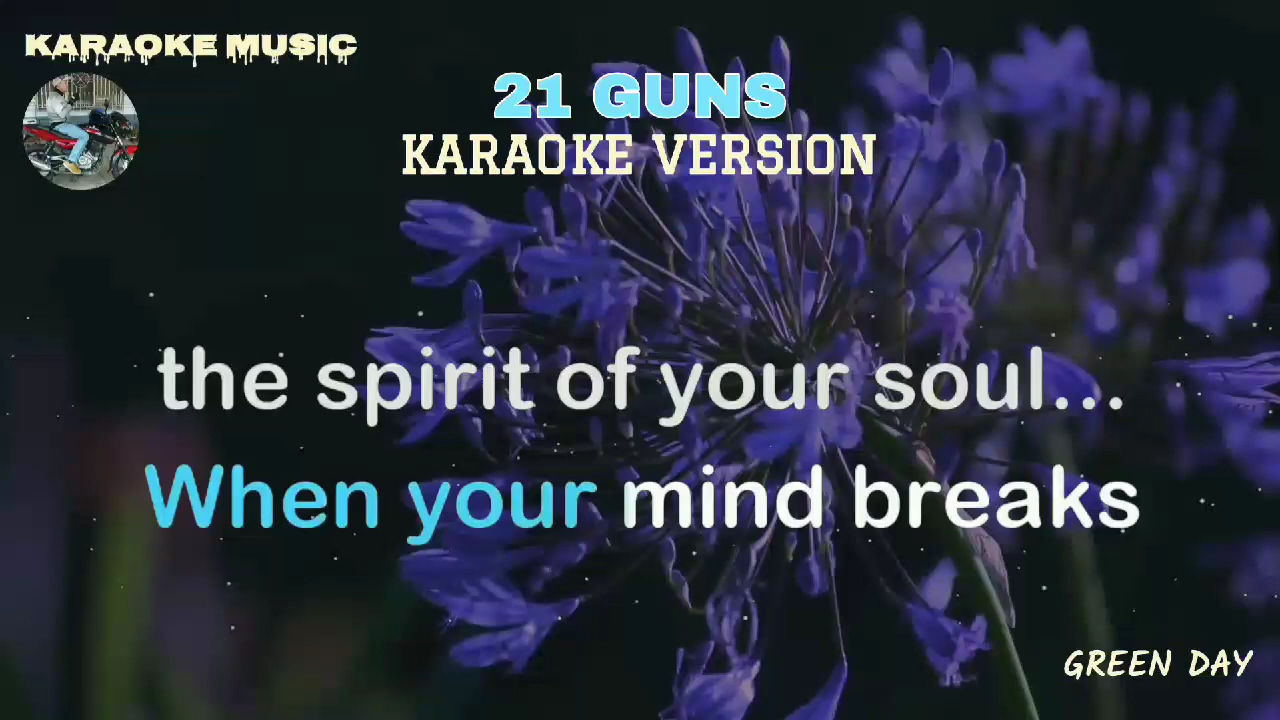 KARAOKE MUSIC
21 GUNS
KARAOKE VERSION
the spirit of your soul...
When your mind breaks
GREEN DAY